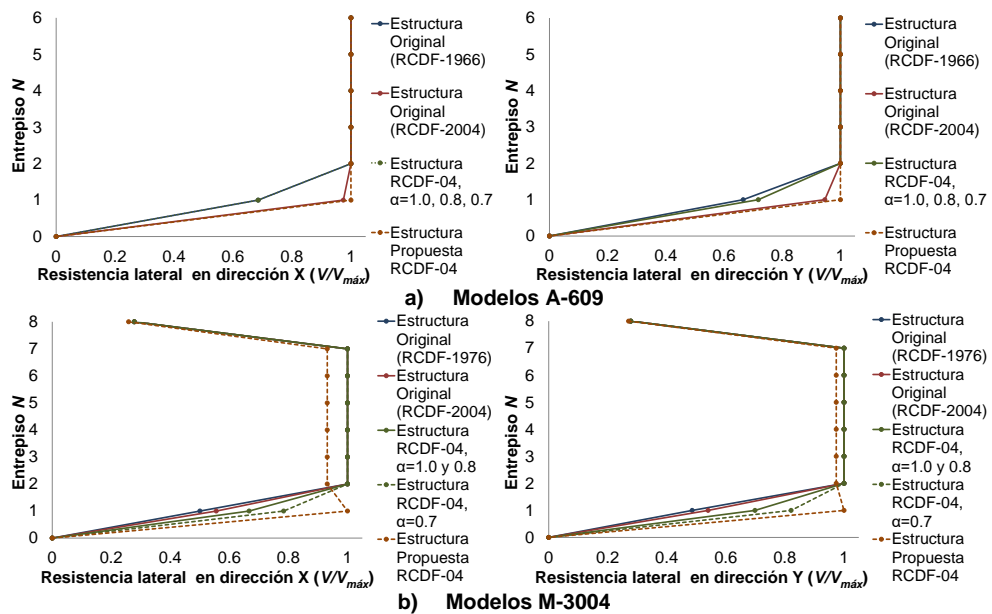 6
5
4
3
2
1
0
Entrepiso N
0 0.2 0.4 0.6 0.8 1
Resistencia lateral en dirección X (V/Vmáx)
Estructura
Original
(RCDF-1966)
Estructura
Original
(RCDF-2004)
Estructura
RCDF-04,
α=1.0, 0.8, 0.7
Estructura
Propuesta
RCDF-04
6
5
4
3
2
1
0
Entrepiso N
0 0.2 0.4 0.6 0.8 1
Resistencia lateral en dirección Y (V/Vmáx)
Estructura
Original
(RCDF-1966)
Estructura
Original
(RCDF-2004)
Estructura
RCDF-04,
α=1.0, 0.8, 0.7
Estructura
Propuesta
RCDF-04
a) Modelos A-609
8
7
6
5
4
3
2
1
0
Entrepiso N
0 0.2 0.4 0.6 0.8 1
Resistencia lateral en dirección X (V/Vmáx)
Estructura
Original
(RCDF-1976)
Estructura
Original
(RCDF-2004)
Estructura
RCDF-04,
α=1.0 y 0.8
Estructura
RCDF-04,
α=0.7
Estructura
Propuesta
RCDF-04
8
7
6
5
4
3
2
1
0
Entrepiso N
0 0.2 0.4 0.6 0.8 1
Resistencia lateral en dirección Y (V/Vmáx)
Estructura
Original
(RCDF-1976)
Estructura
Original
(RCDF-2004)
Estructura
RCDF-04,
α=1.0 y 0.8
Estructura
RCDF-04,
α=0.7
Estructura
Propuesta
RCDF-04
b) Modelos M-3004